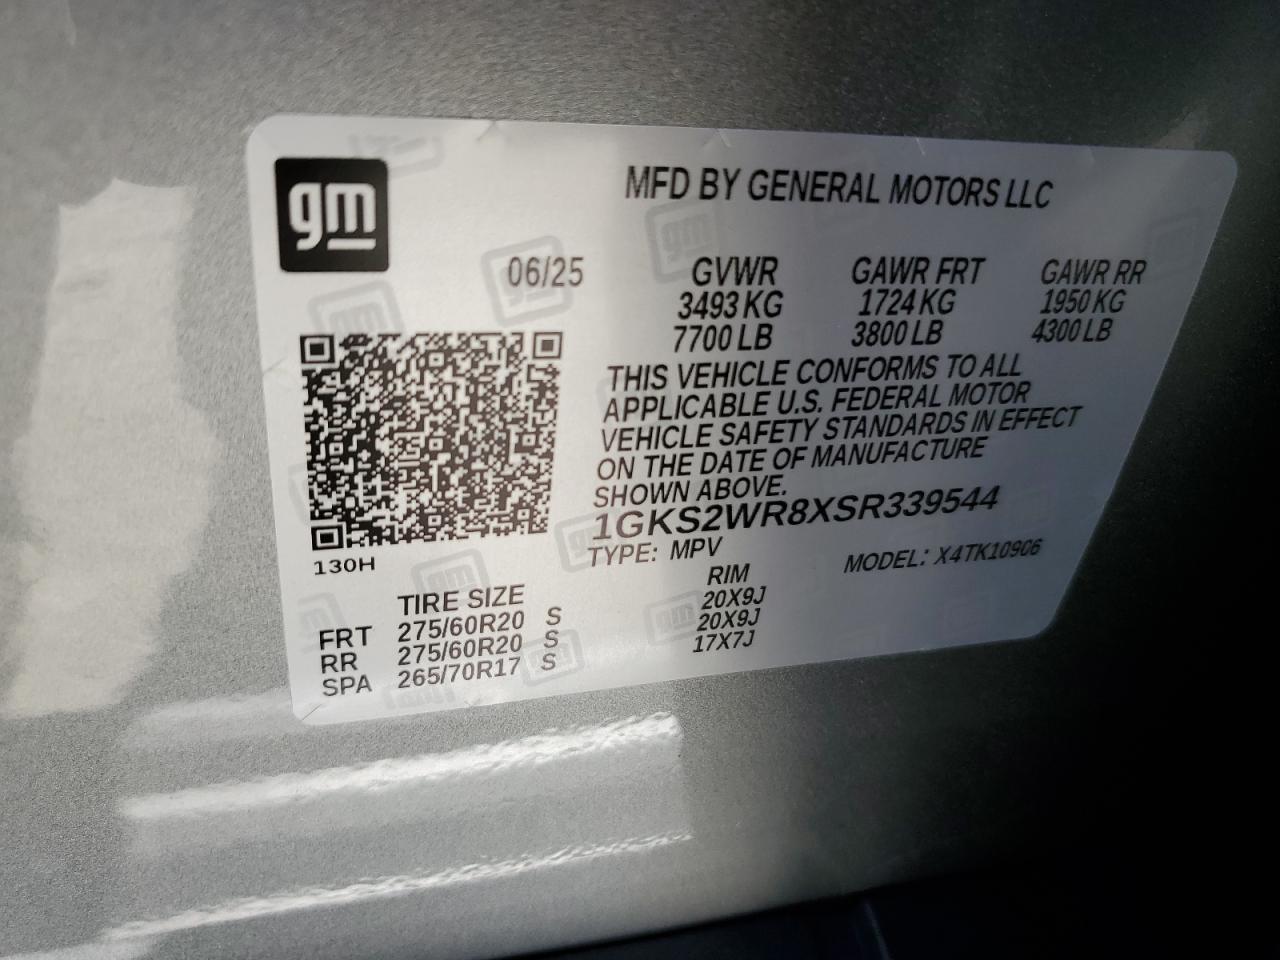 gm
MFD BY GENERAL MOTORS LLC
06/25 GVWR GAWR FRT GAWR RR
3493 KG 1724 KG 1950 KG
7700 LB 3800 LB 4300 LB
THIS VEHICLE CONFORMS TO ALL
APPLICABLE U.S. FEDERAL MOTOR
VEHICLE SAFETY STANDARDS IN EFFECT
ON THE DATE OF MANUFACTURE
SHOWN ABOVE.
1GKS2WR8XSR339544
TYPE: MPV MODEL: X4TK10906
130H
TIRE SIZE RIM
FRT 275/60R20 S 20X9J
RR 275/60R20 S 20X9J
SPA 265/70R17 S 17X7J